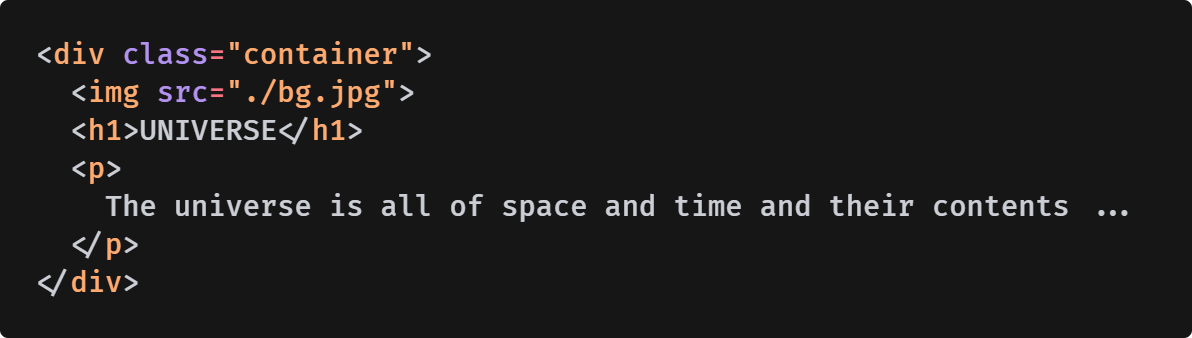 <div class="container">
  <img src="./bg.jpg">
  <h1>UNIVERSE</h1>
  <p>
    The universe is all of space and time and their contents ...
  </p>
</div>